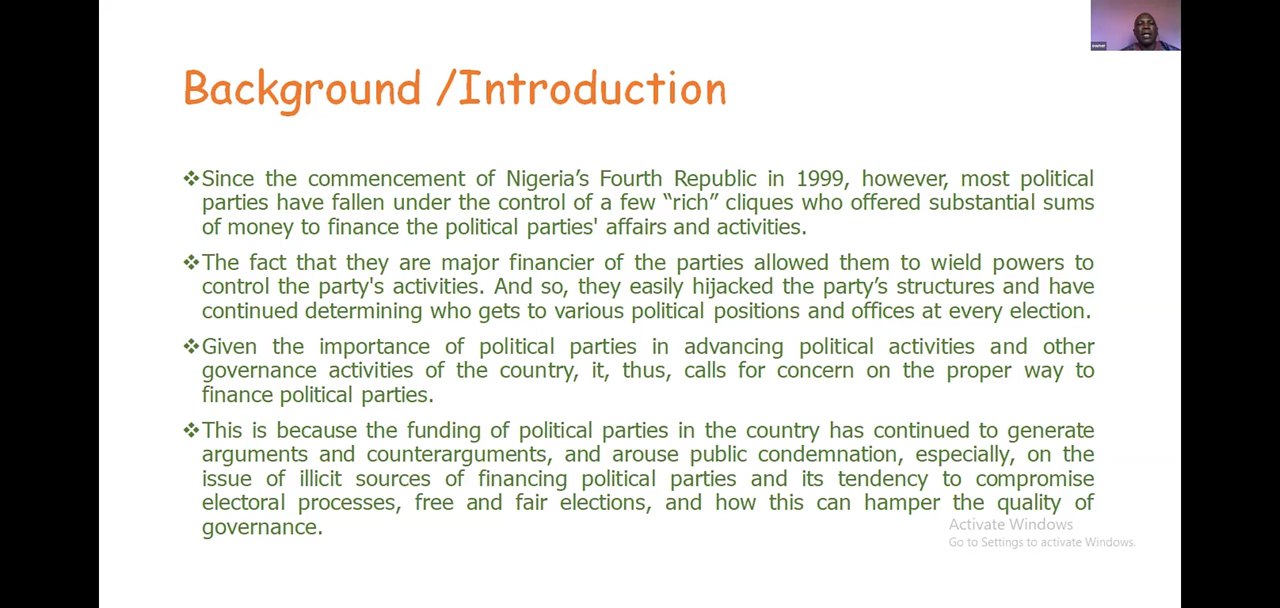 Background /Introduction
❖Since the commencement of Nigeria’s Fourth Republic in 1999, however, most political
parties have fallen under the control of a few “rich” cliques who offered substantial sums
of money to finance the political parties' affairs and activities.
❖The fact that they are major financier of the parties allowed them to wield powers to
control the party's activities. And so, they easily hijacked the party’s structures and have
continued determining who gets to various political positions and offices at every election.
❖Given the importance of political parties in advancing political activities and other
governance activities of the country, it, thus, calls for concern on the proper way to
finance political parties.
❖This is because the funding of political parties in the country has continued to generate
arguments and counterarguments, and arouse public condemnation, especially, on the
issue of illicit sources of financing political parties and its tendency to compromise
electoral processes, free and fair elections, and how this can hamper the quality of
governance.
Activate Windows
Go to Settings to activate Windows.